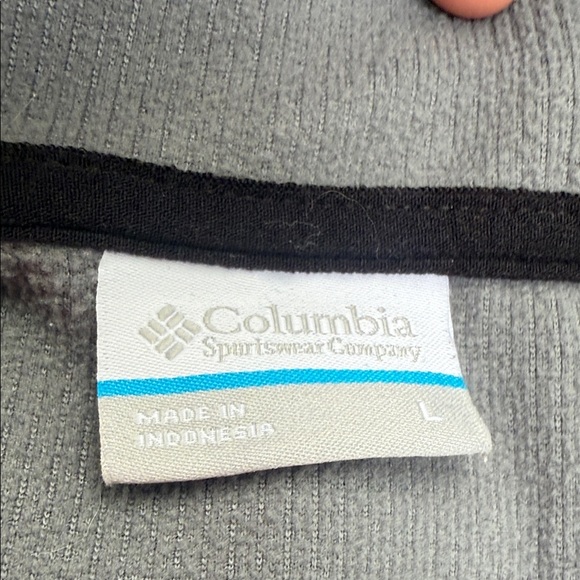 Columbia
Sportswear Company
MADE IN
INDONESIA
L